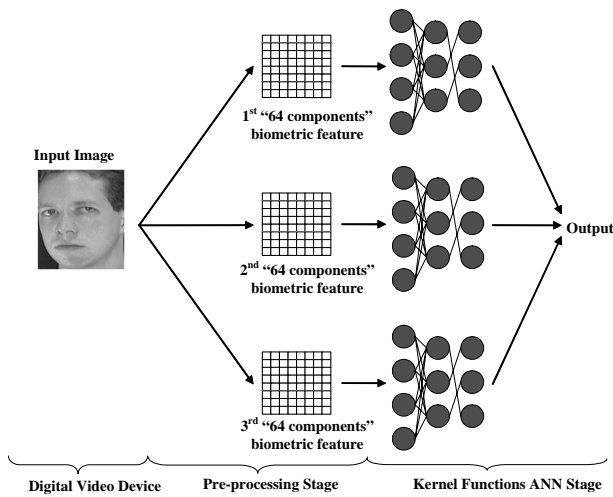 1st “64 components”
biometric feature
Input Image
Output
2nd “64 components”
biometric feature
3rd “64 components”
biometric feature
Digital Video Device
Pre-processing Stage
Kernel Functions ANN Stage